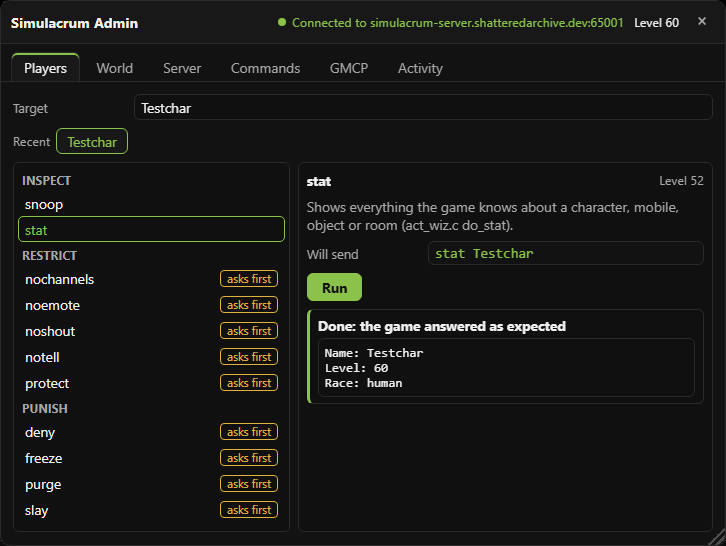 Simulacrum Admin
Connected to simulacrum-server.shatteredarchive.dev:65001 Level 60 ×
Players World Server Commands GMCP Activity
Target Testchar
Recent Testchar
INSPECT
snoop
stat
RESTRICT
nochannels asks first
noemote asks first
noshout asks first
notell asks first
protect asks first
PUNISH
deny asks first
freeze asks first
purge asks first
slay asks first
stat Level 52
Shows everything the game knows about a character, mobile,
object or room (act_wiz.c do_stat).
Will send stat Testchar
Run
Done: the game answered as expected
Name: Testchar
Level: 60
Race: human